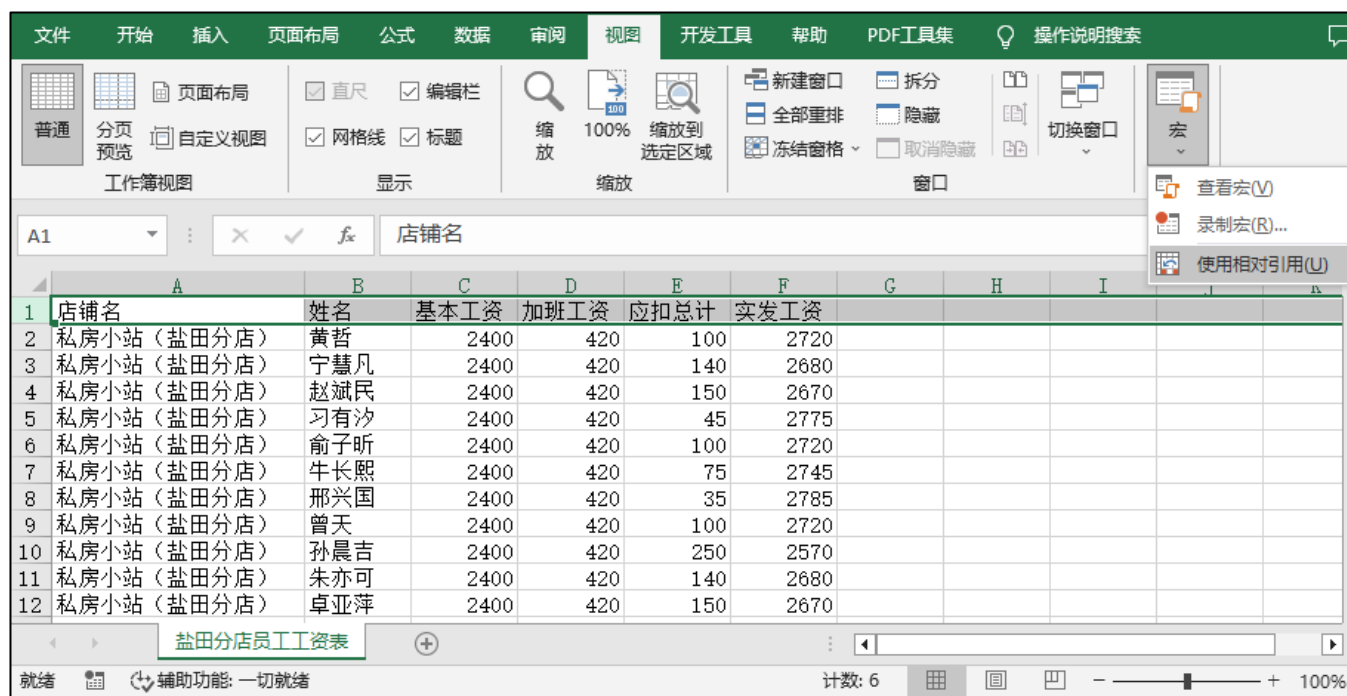 文件 开始 插入 页面布局 公式 数据 审阅 视图 开发工具 帮助 PDF工具集 操作说明搜索
普通 分页预览 页面布局 自定义视图 直尺 编辑栏 网格线 标题 缩放 100 100% 缩放到选定区域 新建窗口 全部重排 冻结窗格 拆分 隐藏 取消隐藏 切换窗口 宏
工作簿视图 显示 缩放 窗口
查看宏(V)
录制宏(R)...
使用相对引用(U)
A1 fx 店铺名
A B C D E F G H I J K
1 店铺名 姓名 基本工资 加班工资 应扣总计 实发工资
2 私房小站（盐田分店） 黄哲 2400 420 100 2720
3 私房小站（盐田分店） 宁慧凡 2400 420 140 2680
4 私房小站（盐田分店） 赵斌民 2400 420 150 2670
5 私房小站（盐田分店） 习有汐 2400 420 45 2775
6 私房小站（盐田分店） 俞子昕 2400 420 100 2720
7 私房小站（盐田分店） 牛长熙 2400 420 75 2745
8 私房小站（盐田分店） 邢兴国 2400 420 35 2785
9 私房小站（盐田分店） 曾天 2400 420 100 2720
10 私房小站（盐田分店） 孙晨吉 2400 420 250 2570
11 私房小站（盐田分店） 朱亦可 2400 420 140 2680
12 私房小站（盐田分店） 卓亚萍 2400 420 150 2670
盐田分店员工工资表
就绪 辅助功能: 一切就绪 计数: 6 100%